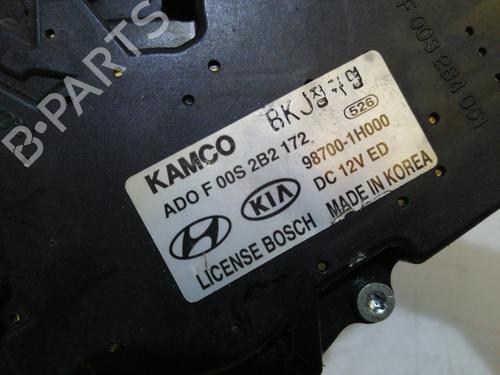 B-PARTS
F 00S 2B4 051
KAMCO
BKJ
526
ADO F 00S 2B2 172
98700-1H000
KIA
DC 12V ED
LICENSE BOSCH
MADE IN KOREA